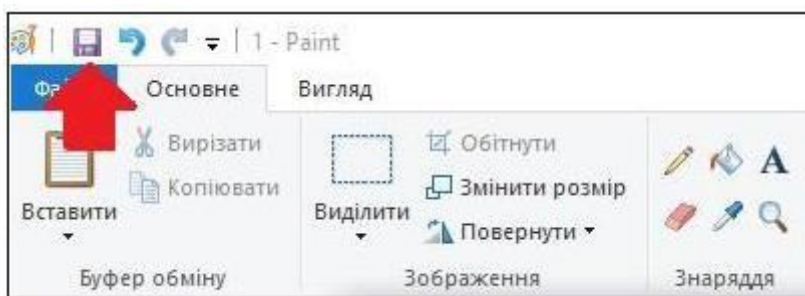 1 - Paint
Основне Вигляд
Вирізати
Копіювати
Вставити
Буфер обміну
Обітнути
Змінити розмір
Виділити
Повернути
Зображення
A
Знаряддя